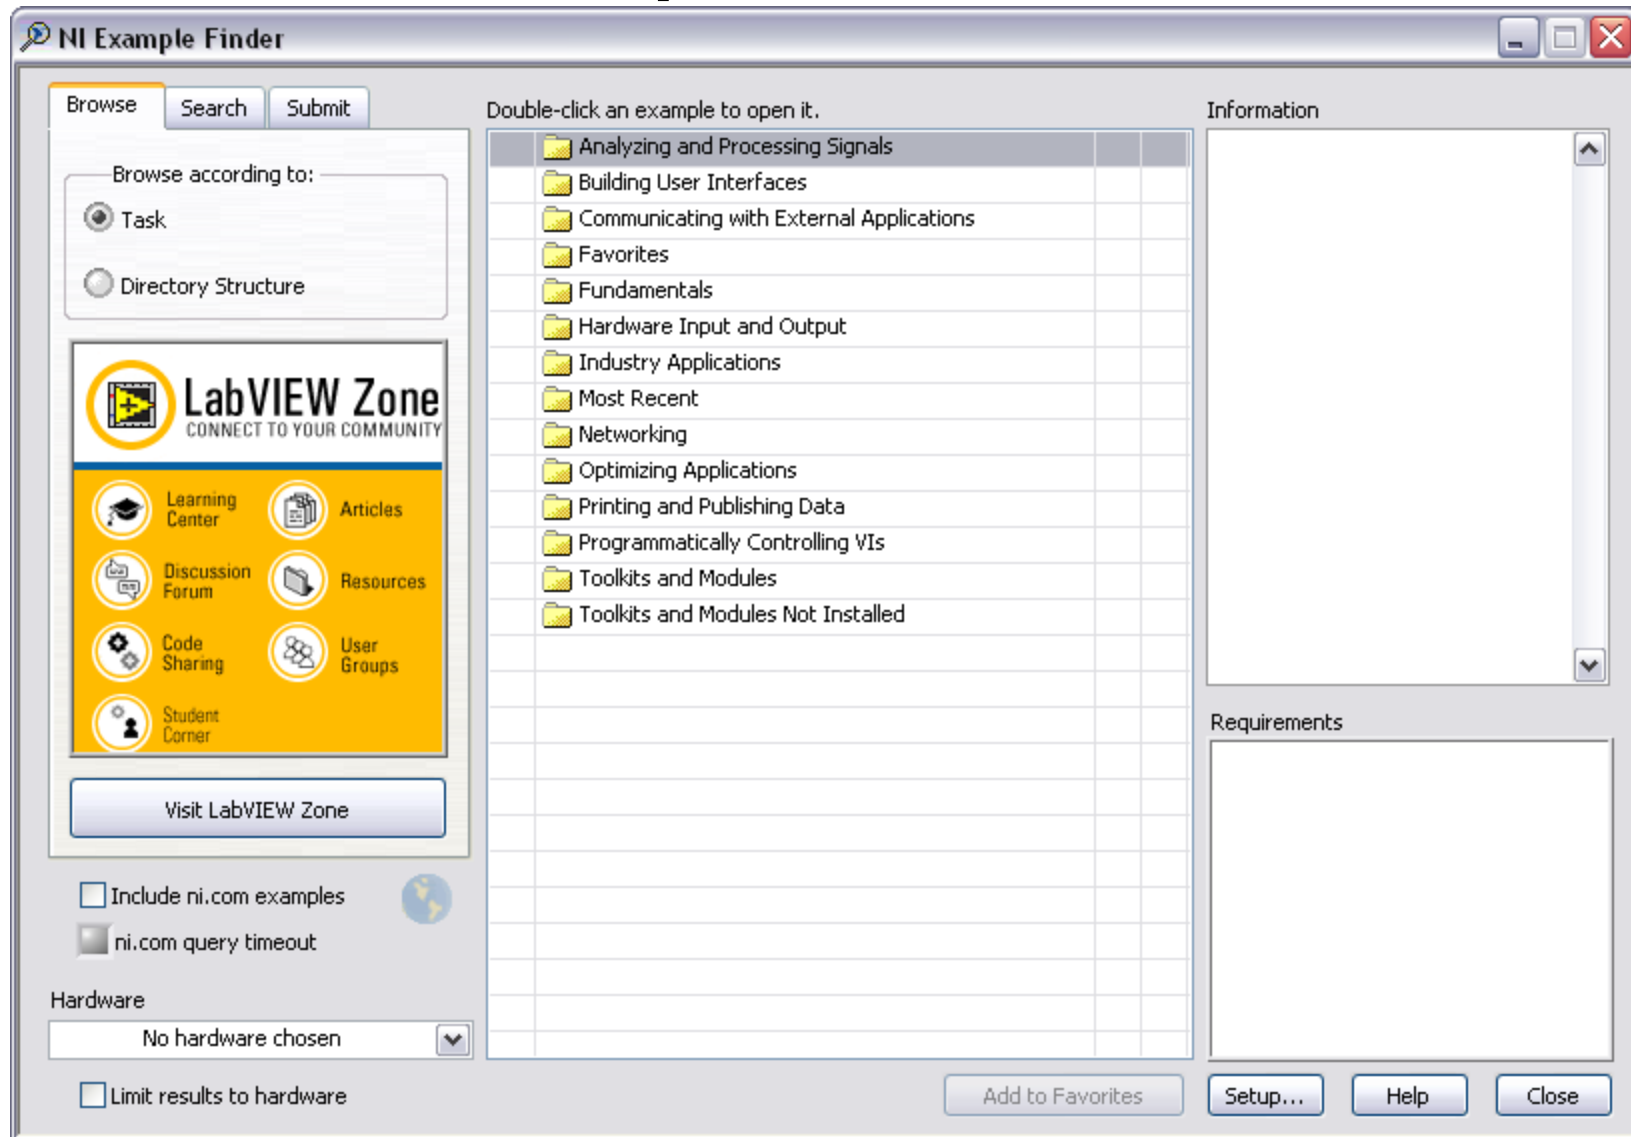 NI Example Finder
Browse
Search
Submit
Browse according to:
Task
Directory Structure
LabVIEW Zone
CONNECT TO YOUR COMMUNITY
Learning Center
Articles
Discussion Forum
Resources
Code Sharing
User Groups
Student Corner
Visit LabVIEW Zone
Include ni.com examples
ni.com query timeout
Hardware
No hardware chosen
Limit results to hardware
Double-click an example to open it.
Analyzing and Processing Signals
Building User Interfaces
Communicating with External Applications
Favorites
Fundamentals
Hardware Input and Output
Industry Applications
Most Recent
Networking
Optimizing Applications
Printing and Publishing Data
Programmatically Controlling VIs
Toolkits and Modules
Toolkits and Modules Not Installed
Information
Requirements
Add to Favorites
Setup...
Help
Close